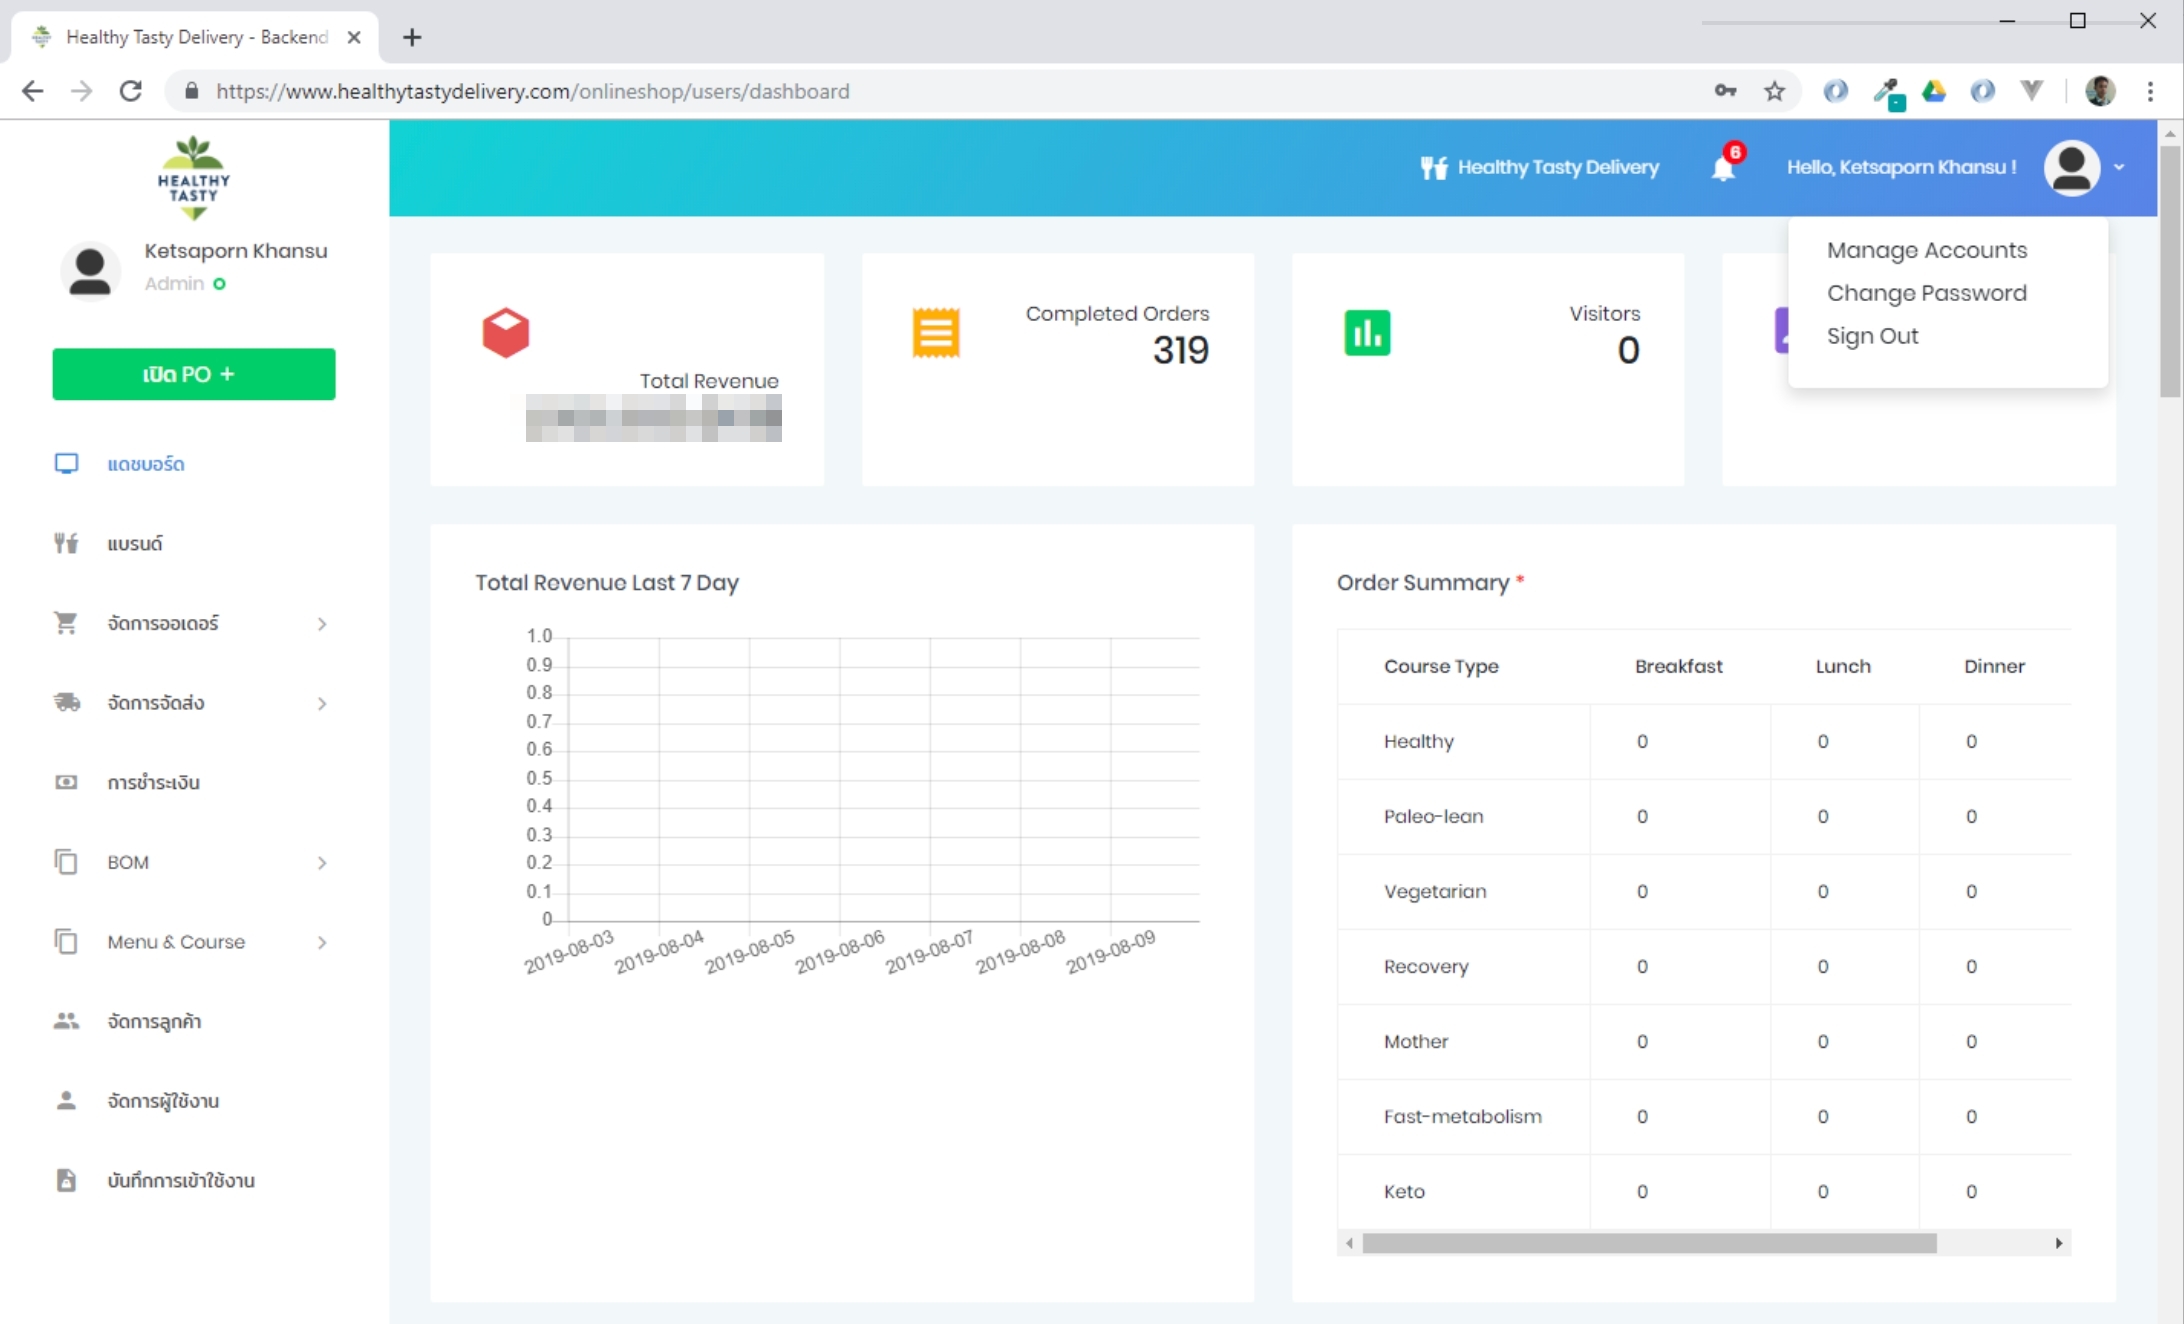 Healthy Tasty Delivery - Backend
https://www.healthytastydelivery.com/onlineshop/users/dashboard
HEALTHY
TASTY
Healthy Tasty Delivery
6
Hello, Ketsaporn Khansu !
Manage Accounts
Change Password
Sign Out
Ketsaporn Khansu
Admin
เปิด PO +
แดชบอร์ด
แบรนด์
จัดการออเดอร์
จัดการจัดส่ง
การชำระเงิน
BOM
Menu & Course
จัดการลูกค้า
จัดการผู้ใช้งาน
บันทึกการเข้าใช้งาน
Total Revenue
Completed Orders
319
Visitors
0
Total Revenue Last 7 Day
1.0
0.9
0.8
0.7
0.6
0.5
0.4
0.3
0.2
0.1
0
2019-08-03 2019-08-04 2019-08-05 2019-08-06 2019-08-07 2019-08-08 2019-08-09
Order Summary *
Course Type Breakfast Lunch Dinner
Healthy 0 0 0
Paleo-lean 0 0 0
Vegetarian 0 0 0
Recovery 0 0 0
Mother 0 0 0
Fast-metabolism 0 0 0
Keto 0 0 0